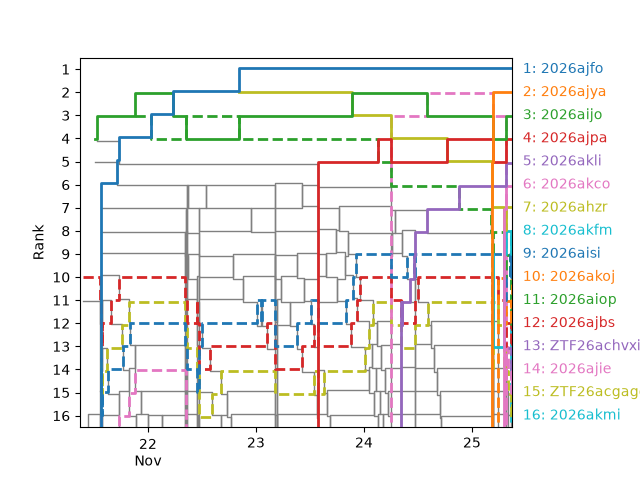 1
2
3
4
5
6
7
8
9
10
11
12
13
14
15
16
Rank
22
23
24
25
Nov
1: 2026ajfo
2: 2026ajya
3: 2026aijo
4: 2026ajpa
5: 2026akli
6: 2026akco
7: 2026ahzr
8: 2026akfm
9: 2026aisi
10: 2026akoj
11: 2026aiop
12: 2026ajbs
13: ZTF26achvxi
14: 2026ajie
15: ZTF26acgag
16: 2026akmi